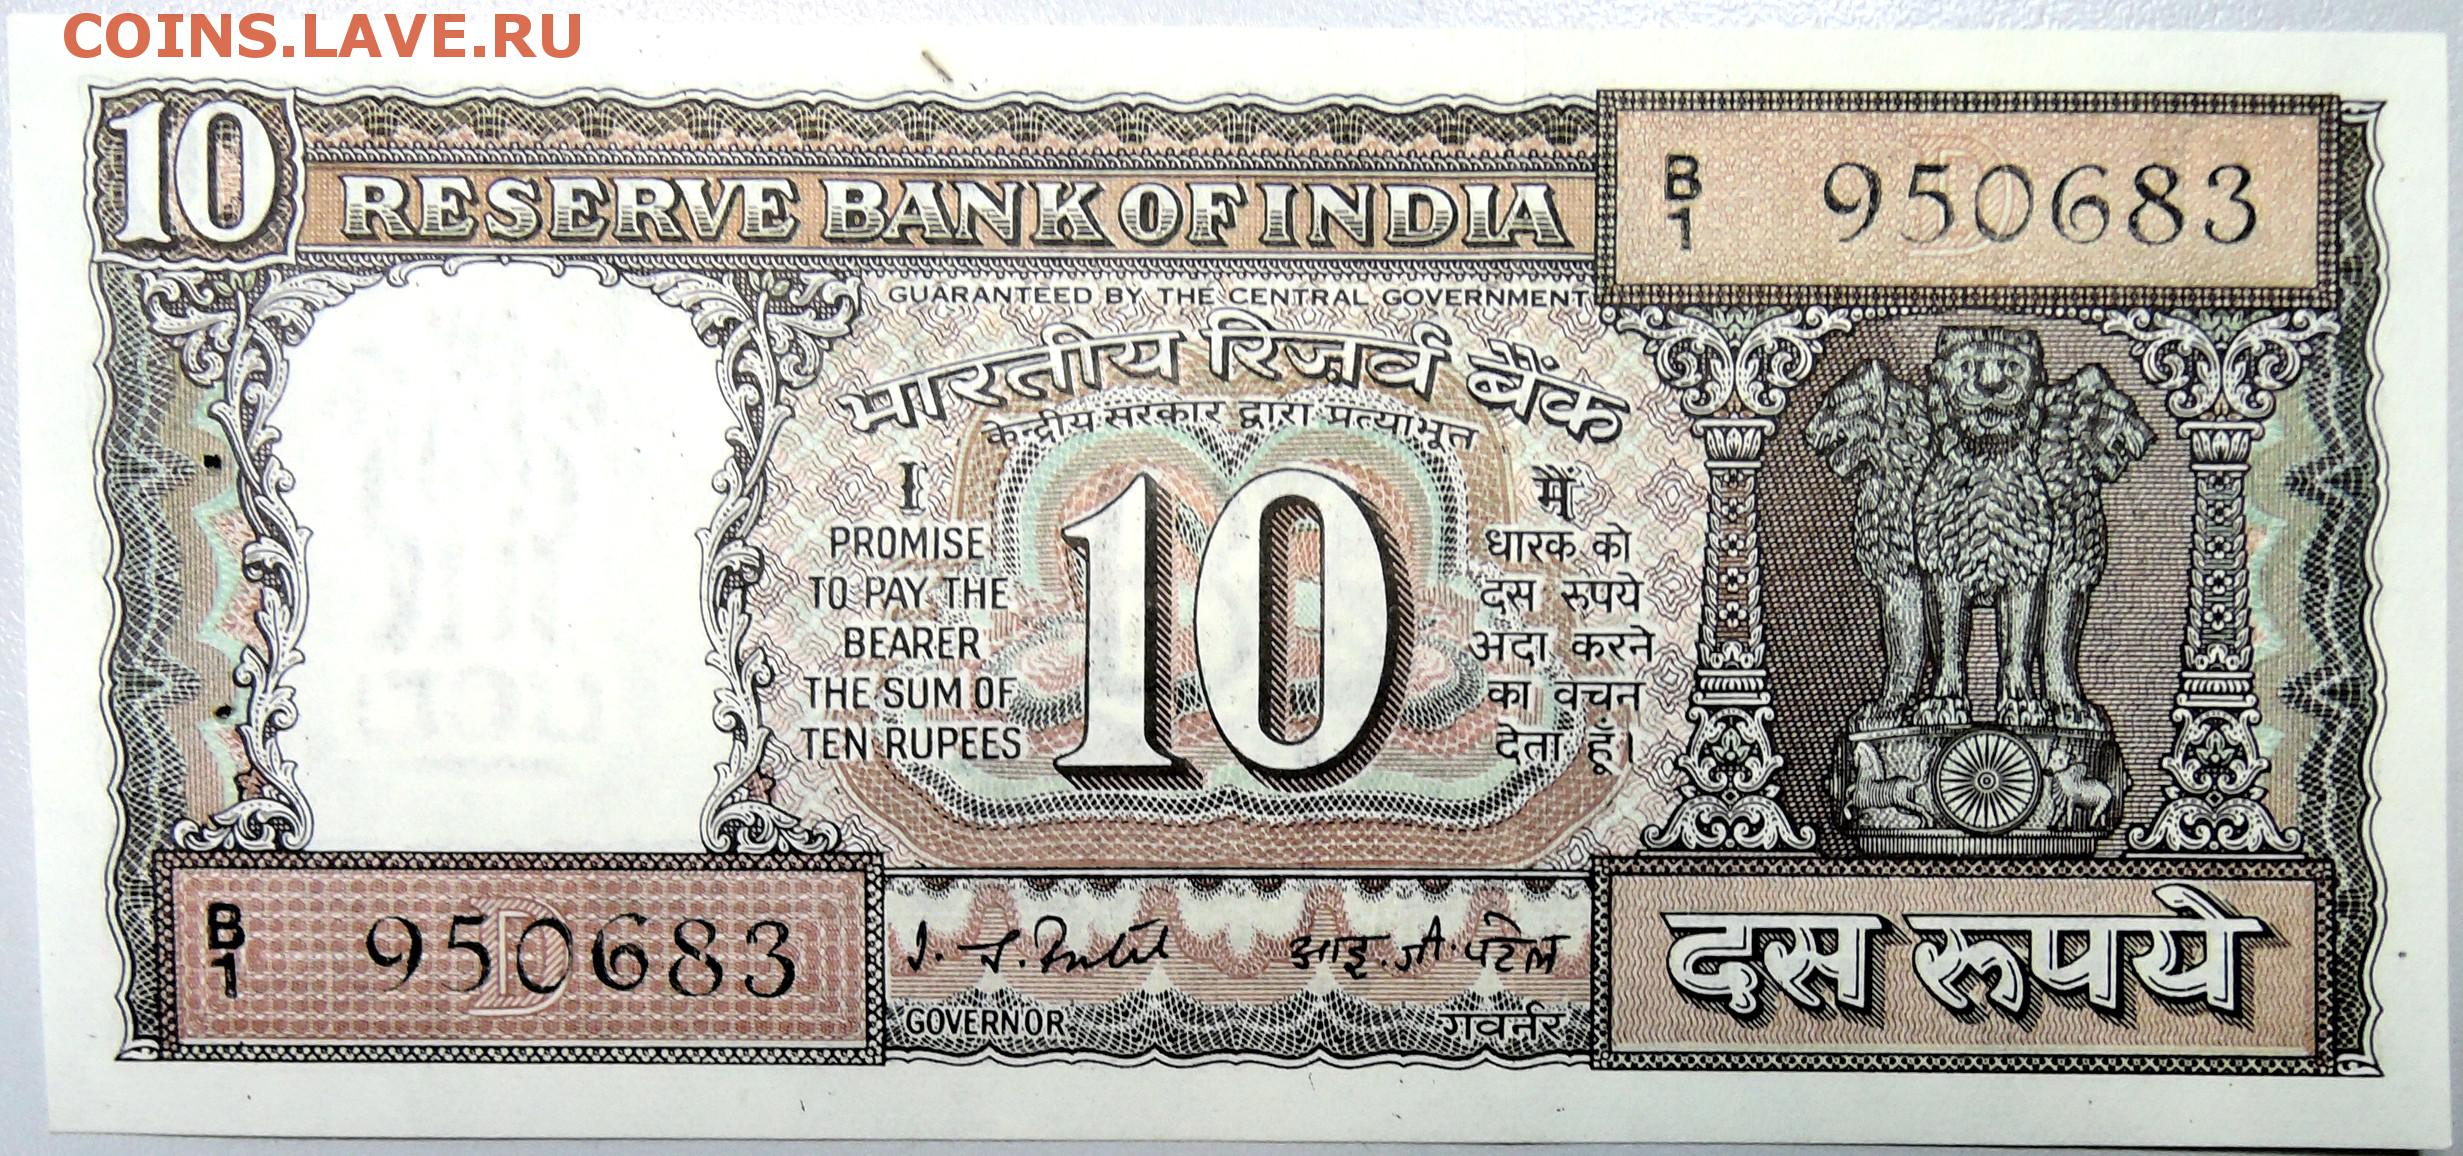 COINS.LAVE.RU
10
RESERVE BANK OF INDIA
B
1 950683
GUARANTEED BY THE CENTRAL GOVERNMENT
भारतीय रिज़र्व बैंक
केन्द्रीय सरकार द्वारा प्रत्याभूत
I
PROMISE
TO PAY THE
BEARER
THE SUM OF
TEN RUPEES
10
मैं
धारक को
दस रुपये
अदा करने
का वचन
देता हूँ।
B
1 950683
D
आइ. जी. पटेल
GOVERNOR
गवर्नर
दस रूपये